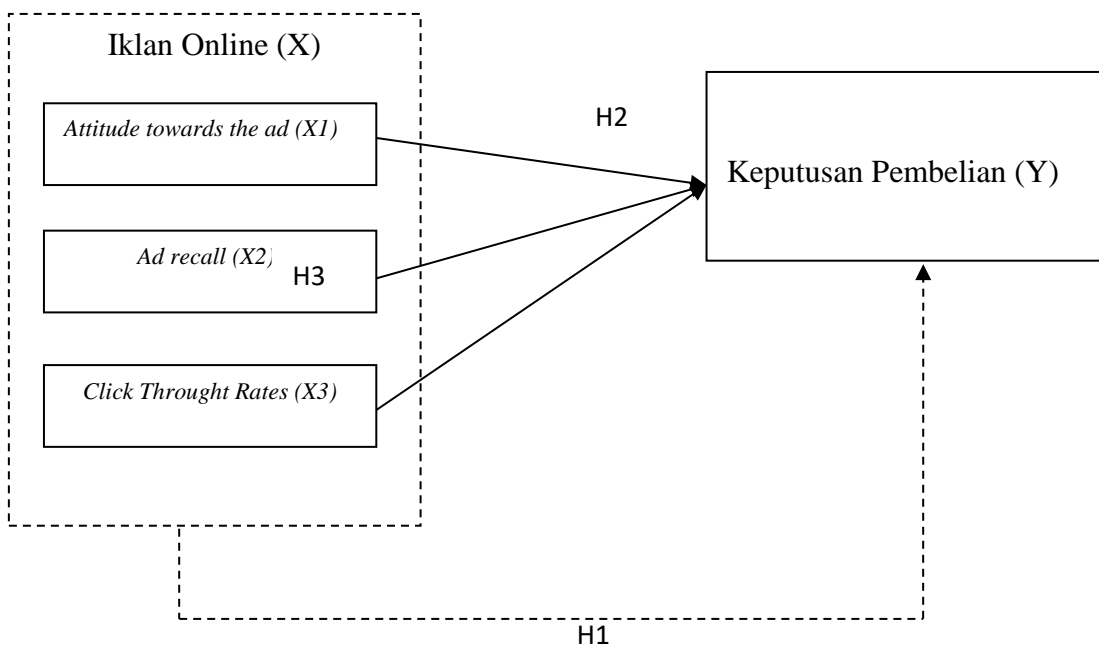 Iklan Online (X)
Attitude towards the ad (X1)
H2
Keputusan Pembelian (Y)
Ad recall (X2)
H3
Click Throught Rates (X3)
H1